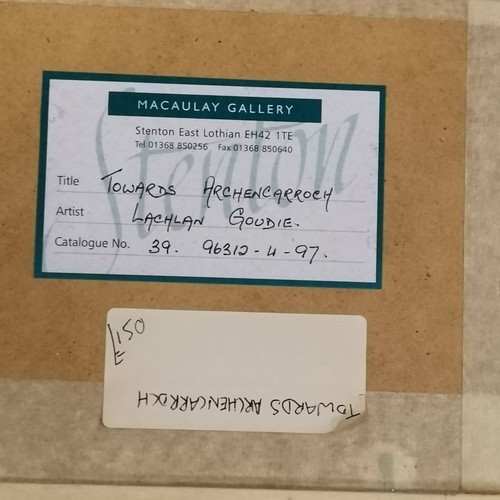 MACAULAY GALLERY
Stenton East Lothian EH42 1TE
Tel 01368 850256 Fax 01368 850640
Stenton
Title TOWARDS ARCHENCARROCH
Artist LACHLAN GOUDIE.
Catalogue No. 39. 96312-4-97.
£150
TOWARDS ARCHENCARROCH